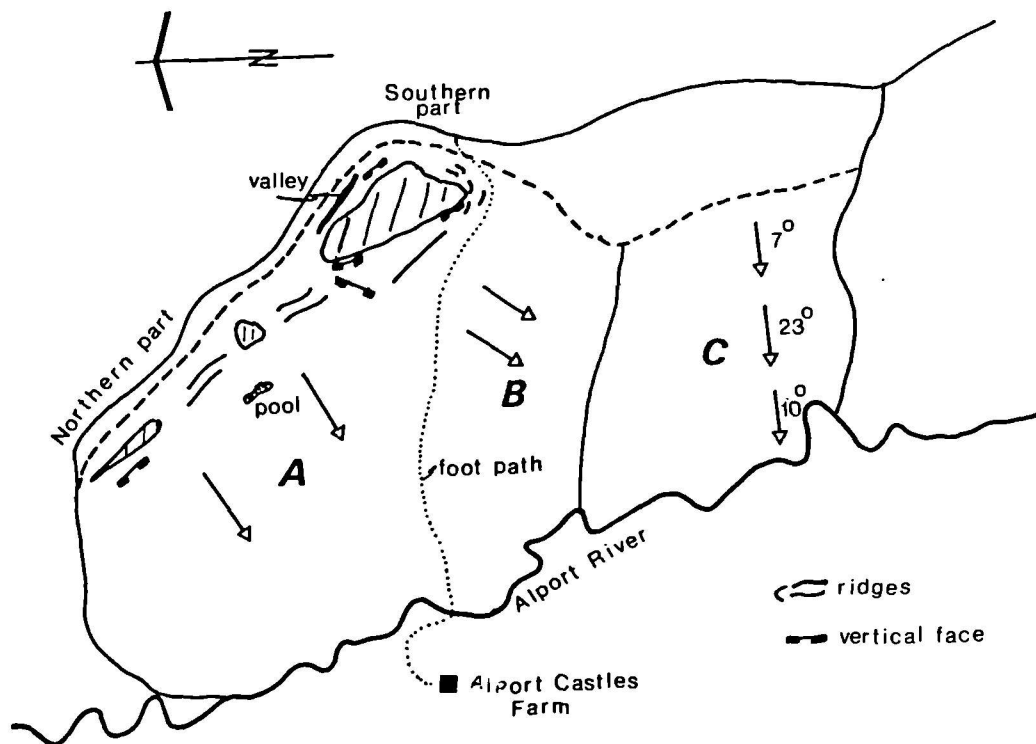 N
Southern
part
valley
Northern part
7°
23°
10°
A
B
C
pool
foot path
Alport River
ridges
vertical face
Alport Castles
Farm